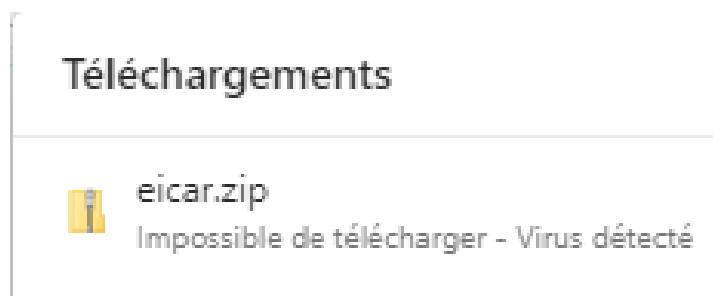 Téléchargements
eicar.zip
Impossible de télécharger - Virus détecté